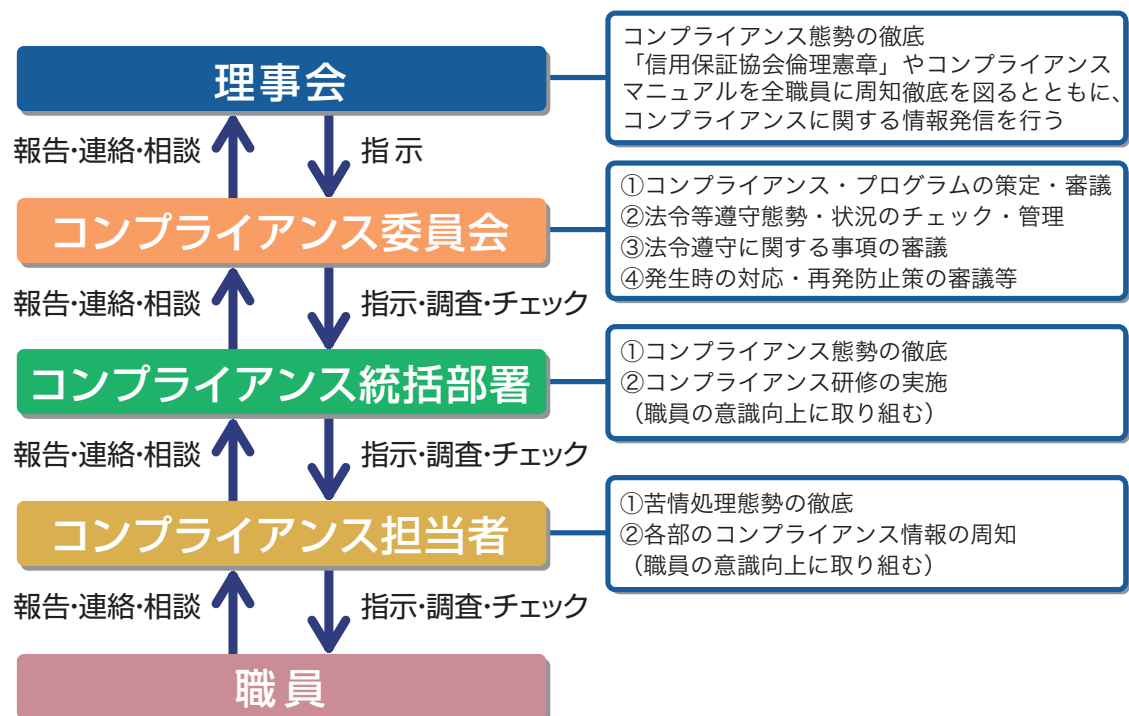 理事会
コンプライアンス態勢の徹底
「信用保証協会倫理憲章」やコンプライアンス
マニュアルを全職員に周知徹底を図るとともに、
コンプライアンスに関する情報発信を行う
報告・連絡・相談
指示
コンプライアンス委員会
①コンプライアンス・プログラムの策定・審議
②法令等遵守態勢・状況のチェック・管理
③法令遵守に関する事項の審議
④発生時の対応・再発防止策の審議等
報告・連絡・相談
指示・調査・チェック
コンプライアンス統括部署
①コンプライアンス態勢の徹底
②コンプライアンス研修の実施
（職員の意識向上に取り組む）
報告・連絡・相談
指示・調査・チェック
コンプライアンス担当者
①苦情処理態勢の徹底
②各部のコンプライアンス情報の周知
（職員の意識向上に取り組む）
報告・連絡・相談
指示・調査・チェック
職員